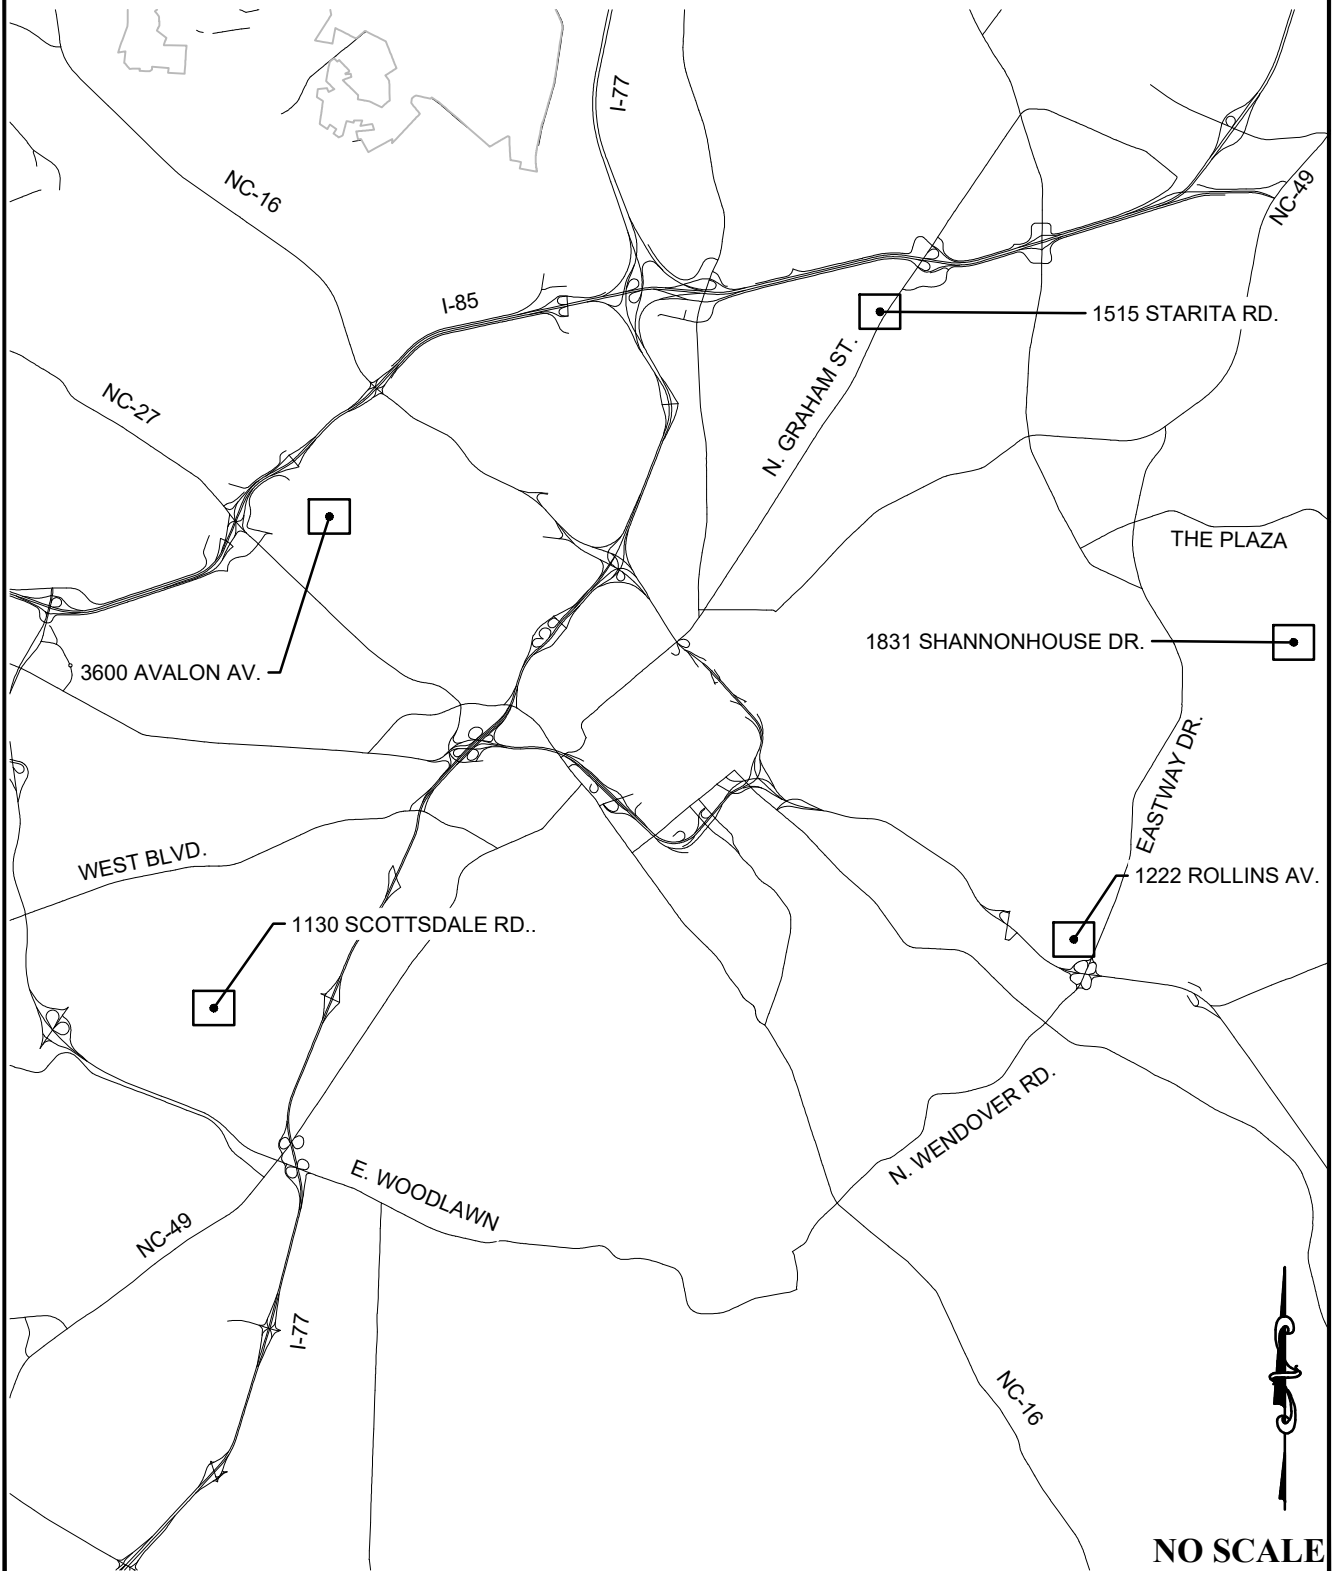 I-77
NC-16
NC-49
I-85
1515 STARITA RD.
NC-27
N. GRAHAM ST.
THE PLAZA
1831 SHANNONHOUSE DR.
3600 AVALON AV.
EASTWAY DR.
WEST BLVD.
1222 ROLLINS AV.
1130 SCOTTSDALE RD..
N. WENDOVER RD.
E. WOODLAWN
NC-49
I-77
NC-16
NO SCALE